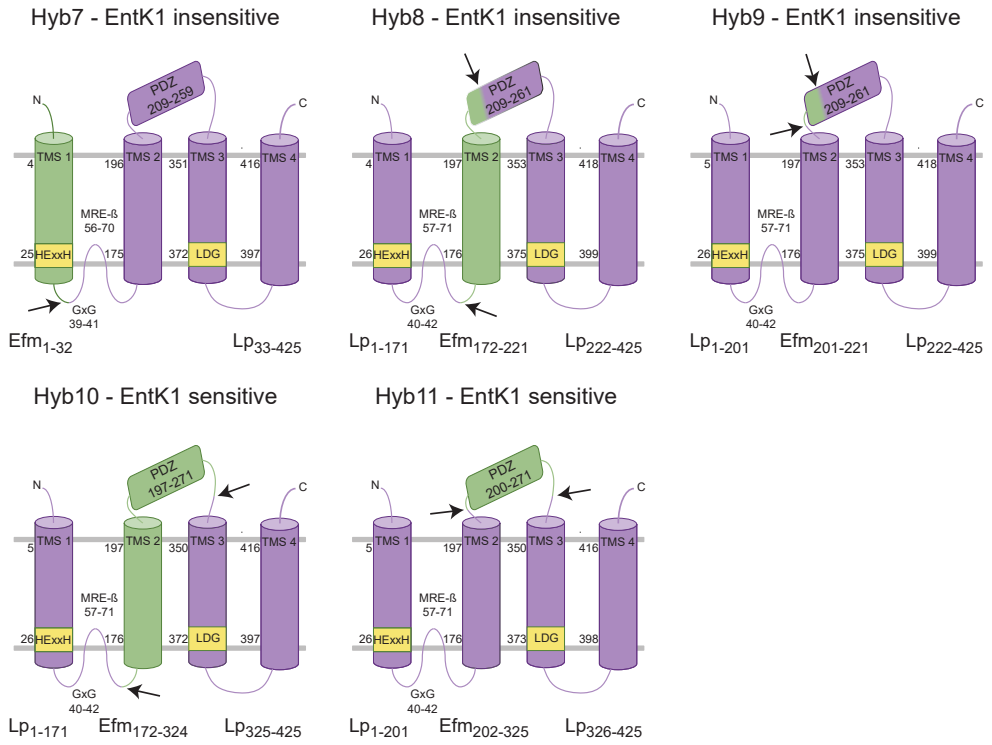 Hyb7 - EntK1 insensitive
PDZ
209-259
N
C
TMS 1
TMS 2
TMS 3
TMS 4
4
196
351
416
MRE-ß
56-70
25
HExxH
175
372
LDG
397
GxG
39-41
Efm1-32
Lp33-425
Hyb8 - EntK1 insensitive
PDZ
209-261
N
C
TMS 1
TMS 2
TMS 3
TMS 4
4
197
353
418
MRE-ß
57-71
26
HExxH
176
375
LDG
399
GxG
40-42
Lp1-171
Efm172-221
Lp222-425
Hyb9 - EntK1 insensitive
PDZ
209-261
N
C
TMS 1
TMS 2
TMS 3
TMS 4
5
197
353
418
MRE-ß
57-71
26
HExxH
176
375
LDG
399
GxG
40-42
Lp1-201
Efm201-221
Lp222-425
Hyb10 - EntK1 sensitive
PDZ
197-271
N
C
TMS 1
TMS 2
TMS 3
TMS 4
5
197
350
416
MRE-ß
57-71
26
HExxH
176
372
LDG
397
GxG
40-42
Lp1-171
Efm172-324
Lp325-425
Hyb11 - EntK1 sensitive
PDZ
200-271
N
C
TMS 1
TMS 2
TMS 3
TMS 4
5
197
350
416
MRE-ß
57-71
26
HExxH
176
373
LDG
398
GxG
40-42
Lp1-201
Efm202-325
Lp326-425